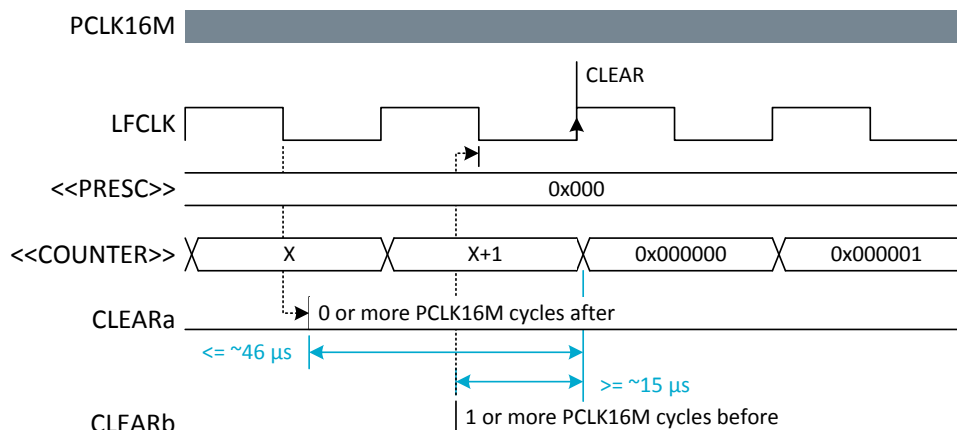 PCLK16M
CLEAR
LFCLK
<<PRESC>>
0x000
<<COUNTER>>
X
X+1
0x000000
0x000001
0 or more PCLK16M cycles after
CLEARa
<= ~46 µs
>= ~15 µs
1 or more PCLK16M cycles before
CLEARb